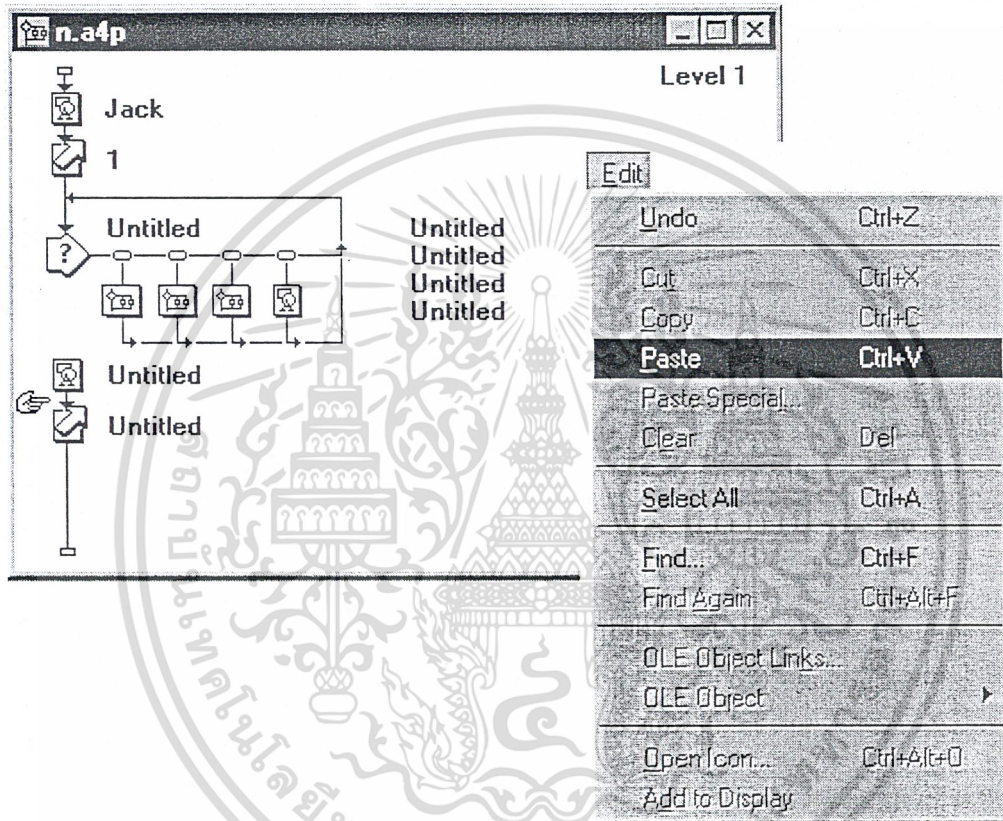 n.a4p
Level 1
Jack
1
Untitled
?
Untitled
Untitled
Untitled
Untitled
Untitled
Untitled
Edit
Undo Ctrl+Z
Cut Ctrl+X
Copy Ctrl+C
Paste Ctrl+V
Paste Special...
Clear Del
Select All Ctrl+A
Find... Ctrl+F
Find Again Ctrl+Alt+F
OLE Object Links...
OLE Object
Open Icon... Ctrl+Alt+O
Add to Display